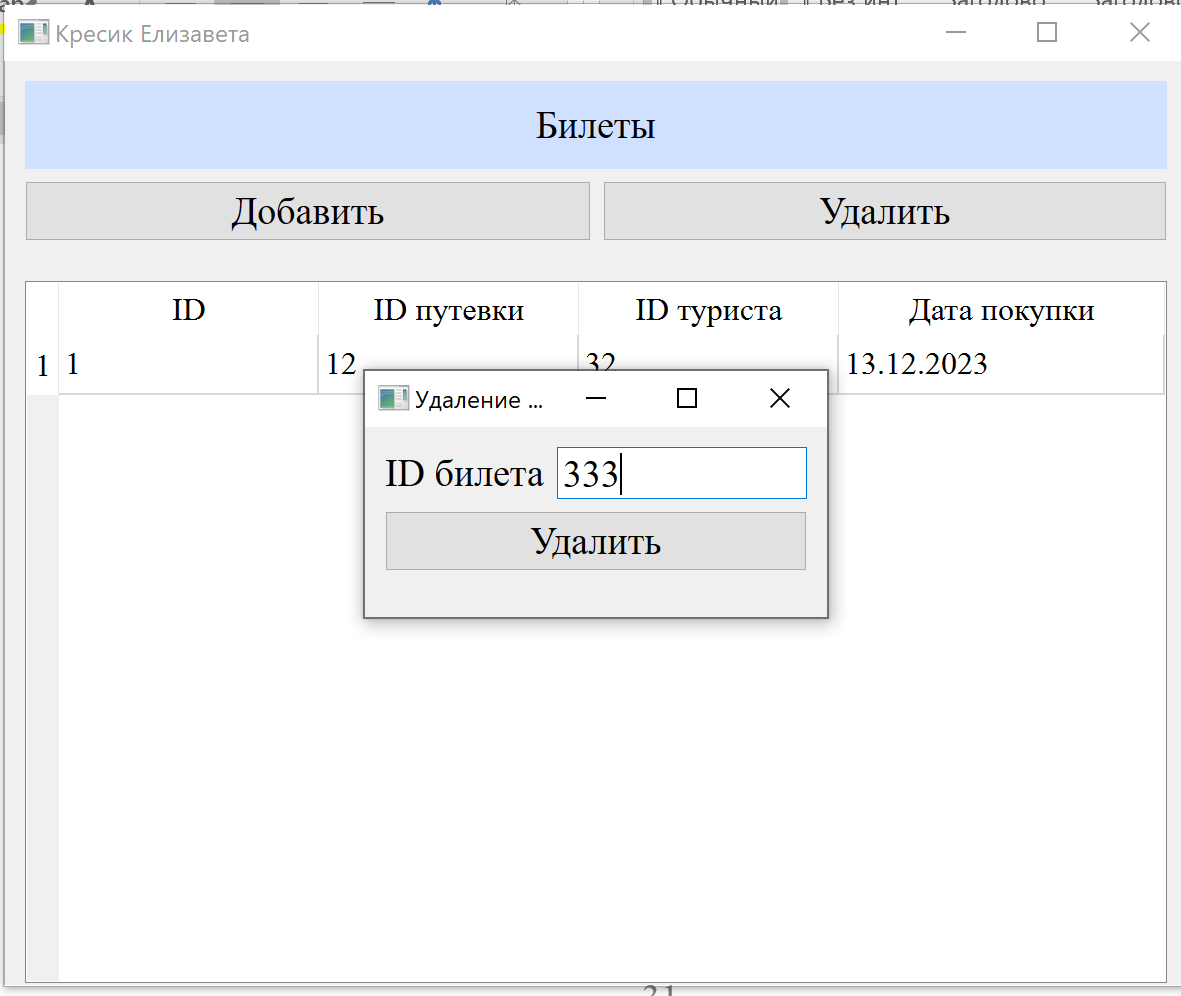 Кресик Елизавета
Билеты
Добавить Удалить
ID ID путевки ID туриста Дата покупки
1 1 12 32 13.12.2023
Удаление ...
ID билета 333
Удалить